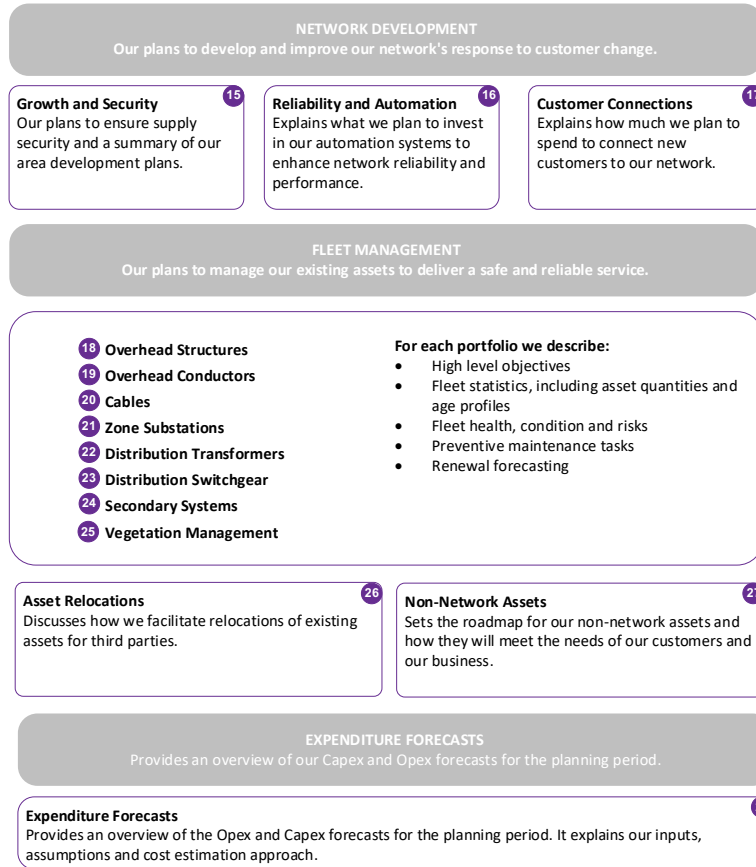 NETWORK DEVELOPMENT
Our plans to develop and improve our network's response to customer change.
15
Growth and Security
Our plans to ensure supply
security and a summary of our
area development plans.
16
Reliability and Automation
Explains what we plan to invest
in our automation systems to
enhance network reliability and
performance.
17
Customer Connections
Explains how much we plan to
spend to connect new
customers to our network.
FLEET MANAGEMENT
Our plans to manage our existing assets to deliver a safe and reliable service.
18 Overhead Structures
19 Overhead Conductors
20 Cables
21 Zone Substations
22 Distribution Transformers
23 Distribution Switchgear
24 Secondary Systems
25 Vegetation Management
For each portfolio we describe:
• High level objectives
• Fleet statistics, including asset quantities and
age profiles
• Fleet health, condition and risks
• Preventive maintenance tasks
• Renewal forecasting
26
Asset Relocations
Discusses how we facilitate relocations of existing
assets for third parties.
27
Non-Network Assets
Sets the roadmap for our non-network assets and
how they will meet the needs of our customers and
our business.
EXPENDITURE FORECASTS
Provides an overview of our Capex and Opex forecasts for the planning period.
Expenditure Forecasts
Provides an overview of the Opex and Capex forecasts for the planning period. It explains our inputs,
assumptions and cost estimation approach.